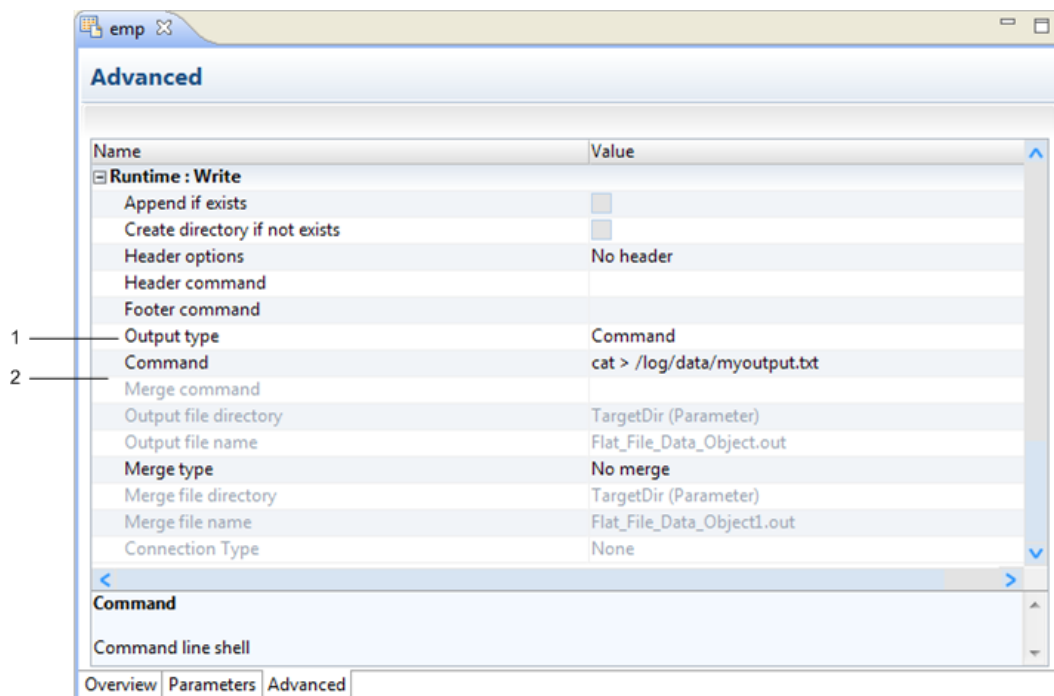 emp
Advanced
Name Value
Runtime : Write
Append if exists
Create directory if not exists
Header options No header
Header command
Footer command
1 Output type Command
Command cat > /log/data/myoutput.txt
2
Merge command
Output file directory TargetDir (Parameter)
Output file name Flat_File_Data_Object.out
Merge type No merge
Merge file directory TargetDir (Parameter)
Merge file name Flat_File_Data_Object1.out
Connection Type None
Command
Command line shell
Overview Parameters Advanced